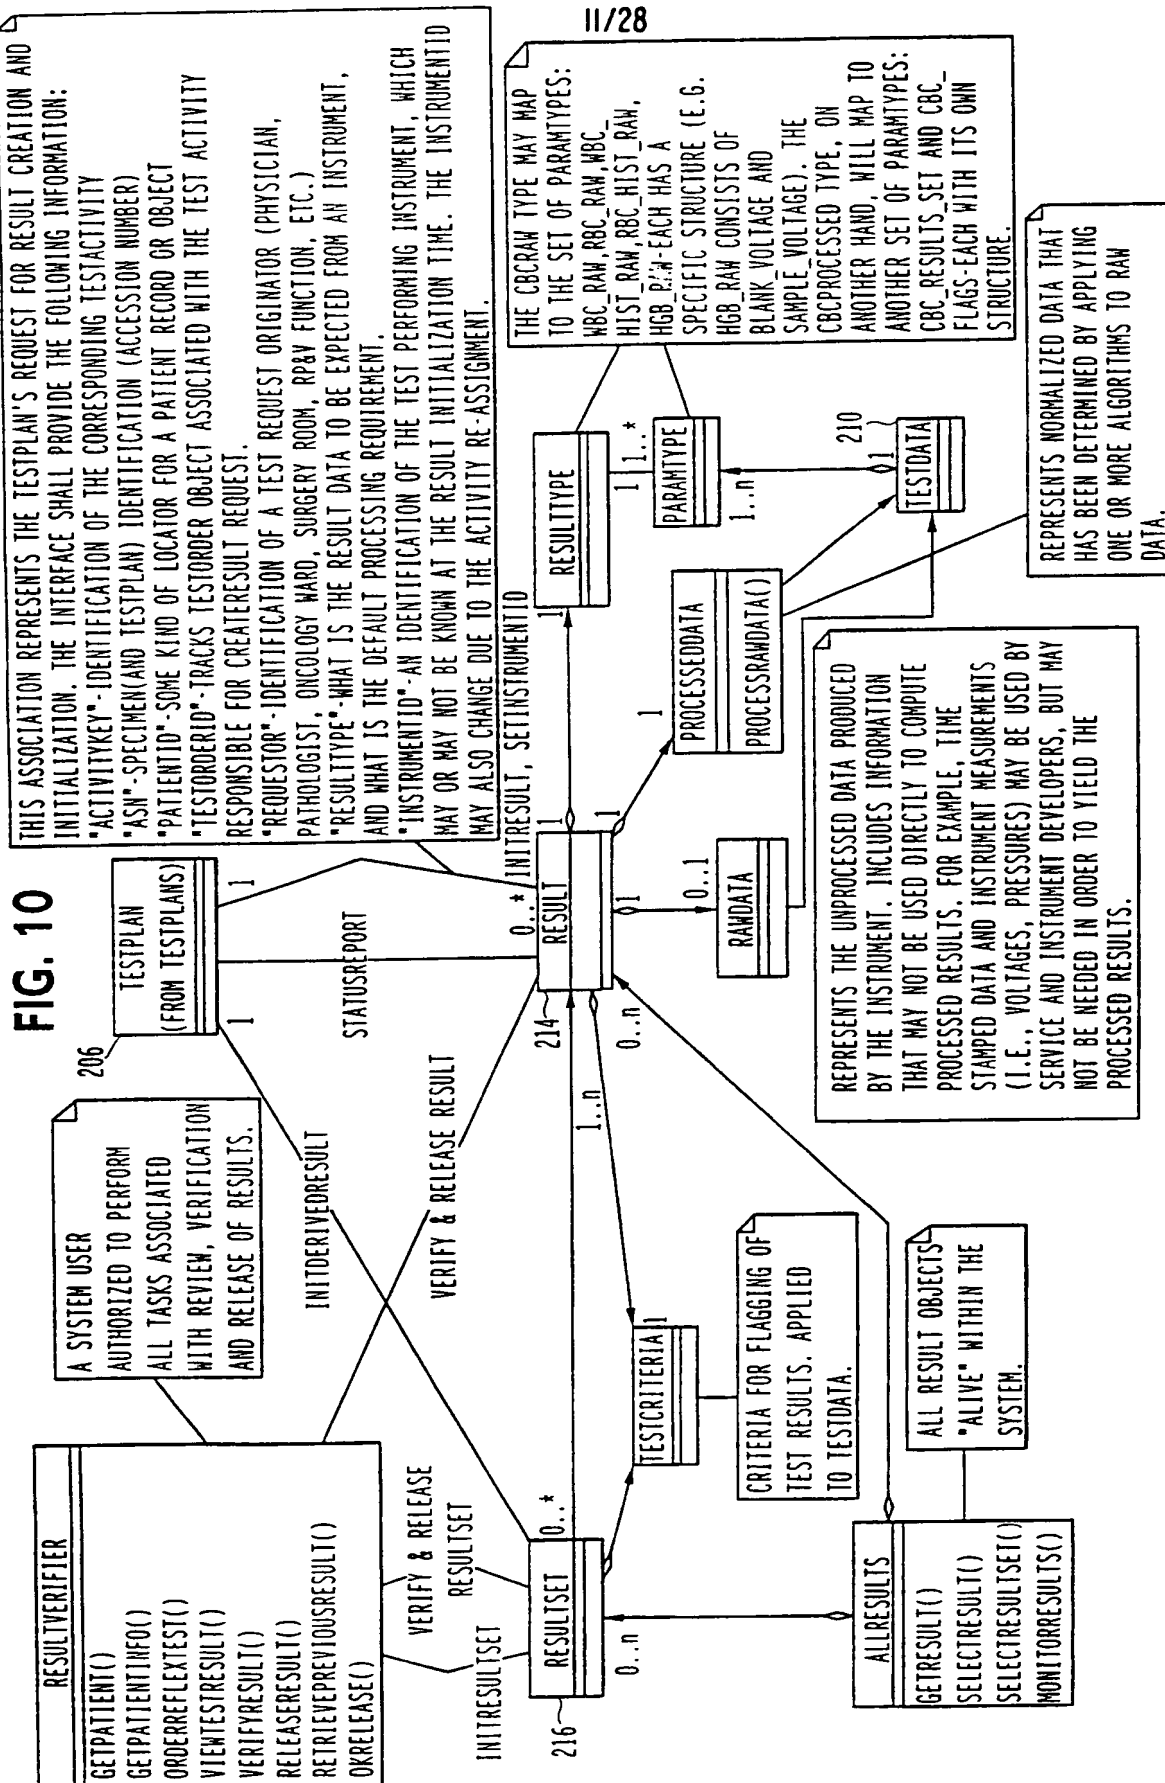 11/28
FIG. 10
RESULTVERIFIER
GETPATIENT()
GETPATIENTINFO()
ORDERREFLEXTEST()
VIEWTESTRESULT()
VERIFYRESULT()
RELEASERESULT()
RETRIEVEPREVIOUSRESULT()
OKRELEASE()
A SYSTEM USER
AUTHORIZED TO PERFORM
ALL TASKS ASSOCIATED
WITH REVIEW, VERIFICATION
AND RELEASE OF RESULTS.
206
TESTPLAN
(FROM TESTPLANS)
1
1
THIS ASSOCIATION REPRESENTS THE TESTPLAN'S REQUEST FOR RESULT CREATION AND
INITIALIZATION. THE INTERFACE SHALL PROVIDE THE FOLLOWING INFORMATION:
"ACTIVITYKEY"-IDENTIFICATION OF THE CORRESPONDING TESTACTIVITY
"ASN"-SPECIMEN(AND TESTPLAN) IDENTIFICATION (ACCESSION NUMBER)
"PATIENTID"-SOME KIND OF LOCATOR FOR A PATIENT RECORD OR OBJECT
"TESTORDERID"-TRACKS TESTORDER OBJECT ASSOCIATED WITH THE TEST ACTIVITY
RESPONSIBLE FOR CREATERESULT REQUEST.
"REQUESTOR"-IDENTIFICATION OF A TEST REQUEST ORIGINATOR (PHYSICIAN,
PATHOLOGIST, ONCOLOGY WARD, SURGERY ROOM, RP&V FUNCTION, ETC.)
"RESULTTYPE"-WHAT IS THE RESULT DATA TO BE EXPECTED FROM AN INSTRUMENT,
AND WHAT IS THE DEFAULT PROCESSING REQUIREMENT.
"INSTRUMENTID"-AN IDENTIFICATION OF THE TEST PERFORMING INSTRUMENT, WHICH
MAY OR MAY NOT BE KNOWN AT THE RESULT INITIALIZATION TIME. THE INSTRUMENTID
MAY ALSO CHANGE DUE TO THE ACTIVITY RE-ASSIGNMENT.
INITDERIVEDRESULT
STATUSREPORT
VERIFY & RELEASE RESULT
VERIFY & RELEASE
RESULTSET
INITRESULTSET
0..*
INITRESULT, SETINSTRUMENTID
216
RESULTSET
0..*
0..n
214
RESULT
1
1
1
1..n
0..n
1
RESULTTYPE
1
1..*
PARAMTYPE
1..n
THE CBCRAW TYPE MAY MAP
TO THE SET OF PARAMTYPES:
WBC_RAW,RBC_RAW,WBC_
HIST_RAW,RBC_HIST_RAW,
HGB_RAW-EACH HAS A
SPECIFIC STRUCTURE (E.G.
HGB_RAW CONSISTS OF
BLANK_VOLTAGE AND
SAMPLE_VOLTAGE). THE
CBCPROCESSED TYPE, ON
ANOTHER HAND, WILL MAP TO
ANOTHER SET OF PARAMTYPES:
CBC_RESULTS_SET AND CBC_
FLAGS-EACH WITH ITS OWN
STRUCTURE.
TESTCRITERIA
1
CRITERIA FOR FLAGGING OF
TEST RESULTS. APPLIED
TO TESTDATA.
0..1
RAWDATA
1
PROCESSEDDATA
PROCESSRAWDATA()
210
1
TESTDATA
REPRESENTS NORMALIZED DATA THAT
HAS BEEN DETERMINED BY APPLYING
ONE OR MORE ALGORITHMS TO RAW
DATA.
REPRESENTS THE UNPROCESSED DATA PRODUCED
BY THE INSTRUMENT. INCLUDES INFORMATION
THAT MAY NOT BE USED DIRECTLY TO COMPUTE
PROCESSED RESULTS. FOR EXAMPLE, TIME
STAMPED DATA AND INSTRUMENT MEASUREMENTS
(I.E., VOLTAGES, PRESSURES) MAY BE USED BY
SERVICE AND INSTRUMENT DEVELOPERS, BUT MAY
NOT BE NEEDED IN ORDER TO YIELD THE
PROCESSED RESULTS.
ALLRESULTS
GETRESULT()
SELECTRESULT()
SELECTRESULTSET()
MONITORRESULTS()
ALL RESULT OBJECTS
"ALIVE" WITHIN THE
SYSTEM.